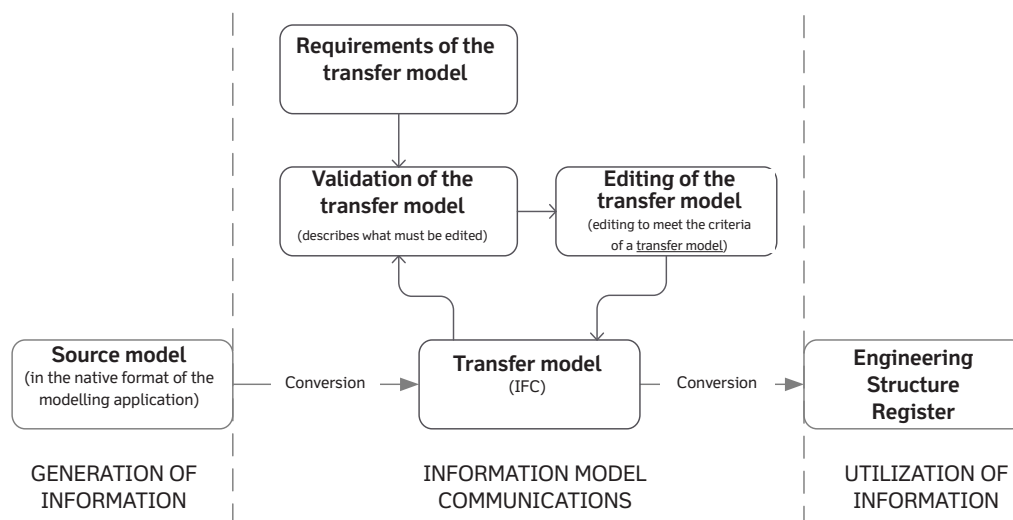 Requirements of the
transfer model
Validation of the
transfer model
(describes what must be edited)
Editing of the
transfer model
(editing to meet the criteria
of a transfer model)
Source model
(in the native format of the
modelling application)
Conversion
Transfer model
(IFC)
Conversion
Engineering
Structure
Register
GENERATION OF
INFORMATION
INFORMATION MODEL
COMMUNICATIONS
UTILIZATION OF
INFORMATION